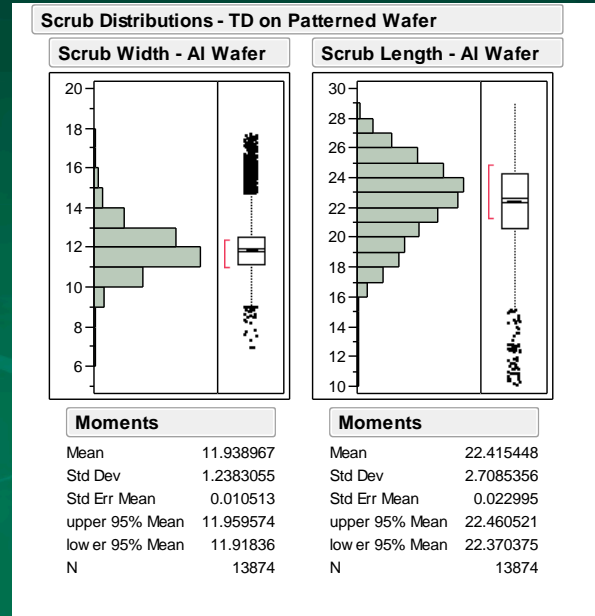 Scrub Distributions - TD on Patterned Wafer
Scrub Width - Al Wafer
20
18
16
14
12
10
8
6
Moments
Mean 11.938967
Std Dev 1.2383055
Std Err Mean 0.010513
upper 95% Mean 11.959574
low er 95% Mean 11.91836
N 13874
Scrub Length - Al Wafer
30
28
26
24
22
20
18
16
14
12
10
Moments
Mean 22.415448
Std Dev 2.7085356
Std Err Mean 0.022995
upper 95% Mean 22.460521
low er 95% Mean 22.370375
N 13874